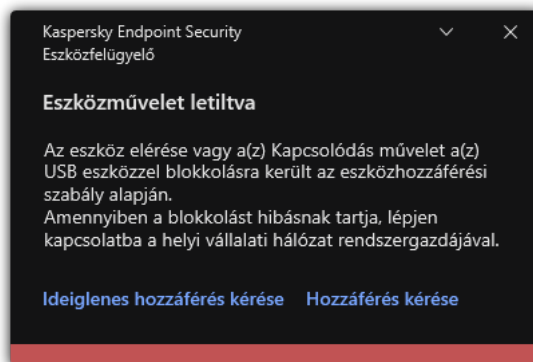 Kaspersky Endpoint Security
Eszközfelügyelő
Eszközművelet letiltva
Az eszköz elérése vagy a(z) Kapcsolódás művelet a(z)
USB eszközzel blokkolásra került az eszközhozzáférési
szabály alapján.
Amennyiben a blokkolást hibásnak tartja, lépjen
kapcsolatba a helyi vállalati hálózat rendszergazdájával.
Ideiglenes hozzáférés kérése Hozzáférés kérése